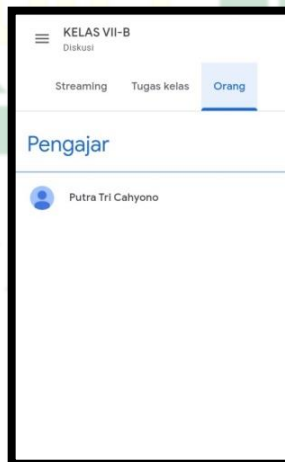 KELAS VII-B
Diskusi
Streaming Tugas kelas Orang
Pengajar
Putra Tri Cahyono